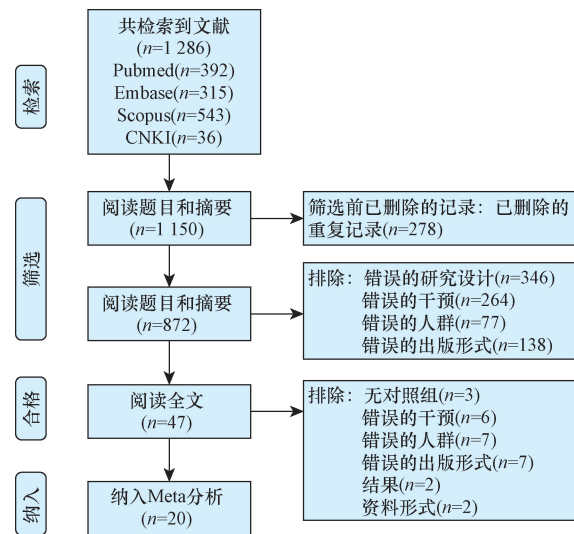 检索
共检索到文献
(n=1 286)
Pubmed(n=392)
Embase(n=315)
Scopus(n=543)
CNKI(n=36)
筛选
阅读题目和摘要
(n=1 150)
筛选前已删除的记录：已删除的
重复记录(n=278)
阅读题目和摘要
(n=872)
排除：错误的研究设计(n=346)
错误的干预(n=264)
错误的人群(n=77)
错误的出版形式(n=138)
合格
阅读全文
(n=47)
排除：无对照组(n=3)
错误的干预(n=6)
错误的人群(n=7)
错误的出版形式(n=7)
结果(n=2)
资料形式(n=2)
纳入
纳入Meta分析
(n=20)